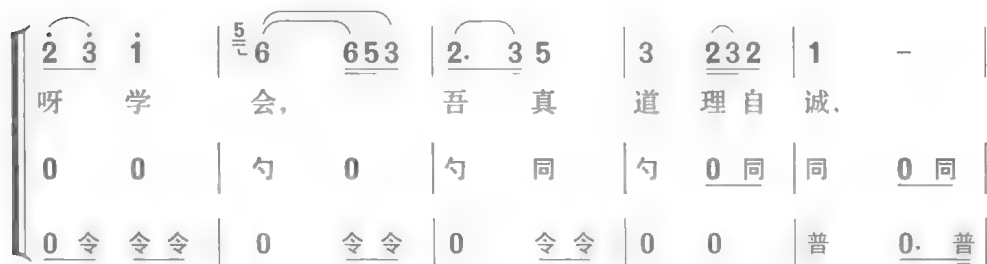 2̇ 3̇ 1̇ | 5 6 653 | 2. 3 5 | 3 232 | 1 - |
呀 学 会, 吾 真 道 理 自 诚.
0 0 | 勺 0 | 勺 同 | 勺 0 同 | 同 0 同 |
0 令 令 令 | 0 令 令 | 0 令 令 | 0 0 | 普 0. 普 |